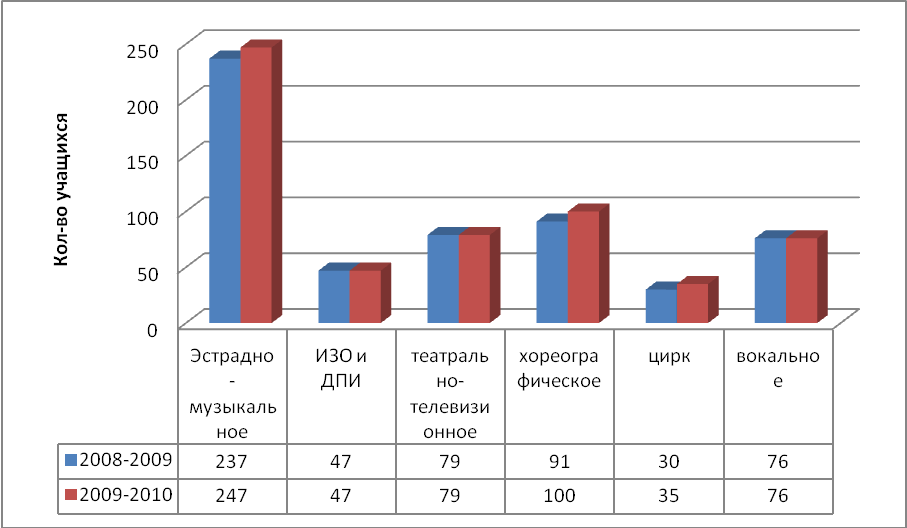 Кол-во учащихся
250
200
150
100
50
0
Эстрадно
-
музыкаль
ное
ИЗО и
ДПИ
театраль
но-
телевизи
онное
хореогра
фическое
цирк
вокально
е
2008-2009 237 47 79 91 30 76
2009-2010 247 47 79 100 35 76